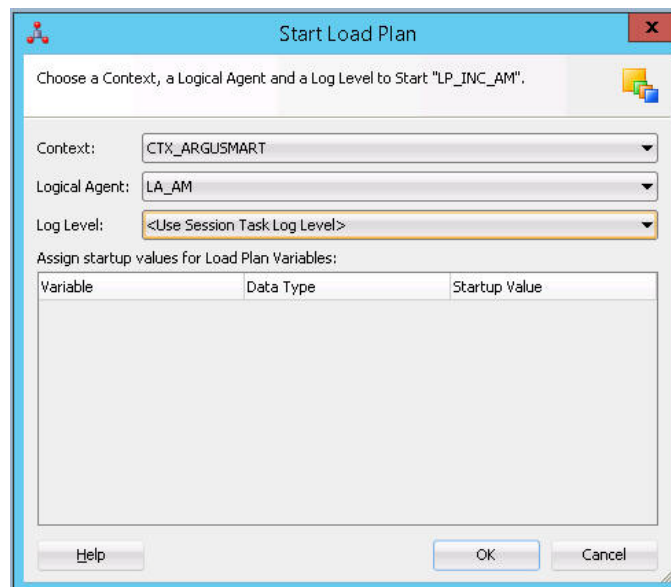 Start Load Plan
x
Choose a Context, a Logical Agent and a Log Level to Start "LP_INC_AM".
Context: CTX_ARGUSMART
Logical Agent: LA_AM
Log Level: <Use Session Task Log Level>
Assign startup values for Load Plan Variables:
Variable Data Type Startup Value
Help OK Cancel